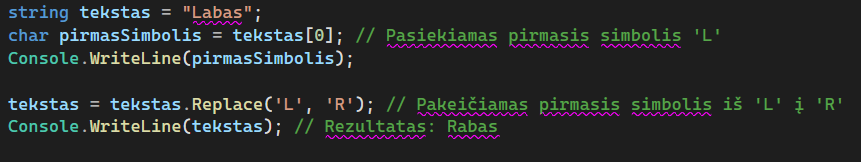 string tekstas = "Labas";
char pirmasSimbolis = tekstas[0]; // Pasiekiamas pirmasis simbolis 'L'
Console.WriteLine(pirmasSimbolis);
tekstas = tekstas.Replace('L', 'R'); // Pakeičiamas pirmasis simbolis iš 'L' į 'R'
Console.WriteLine(tekstas); // Rezultatas: Rabas